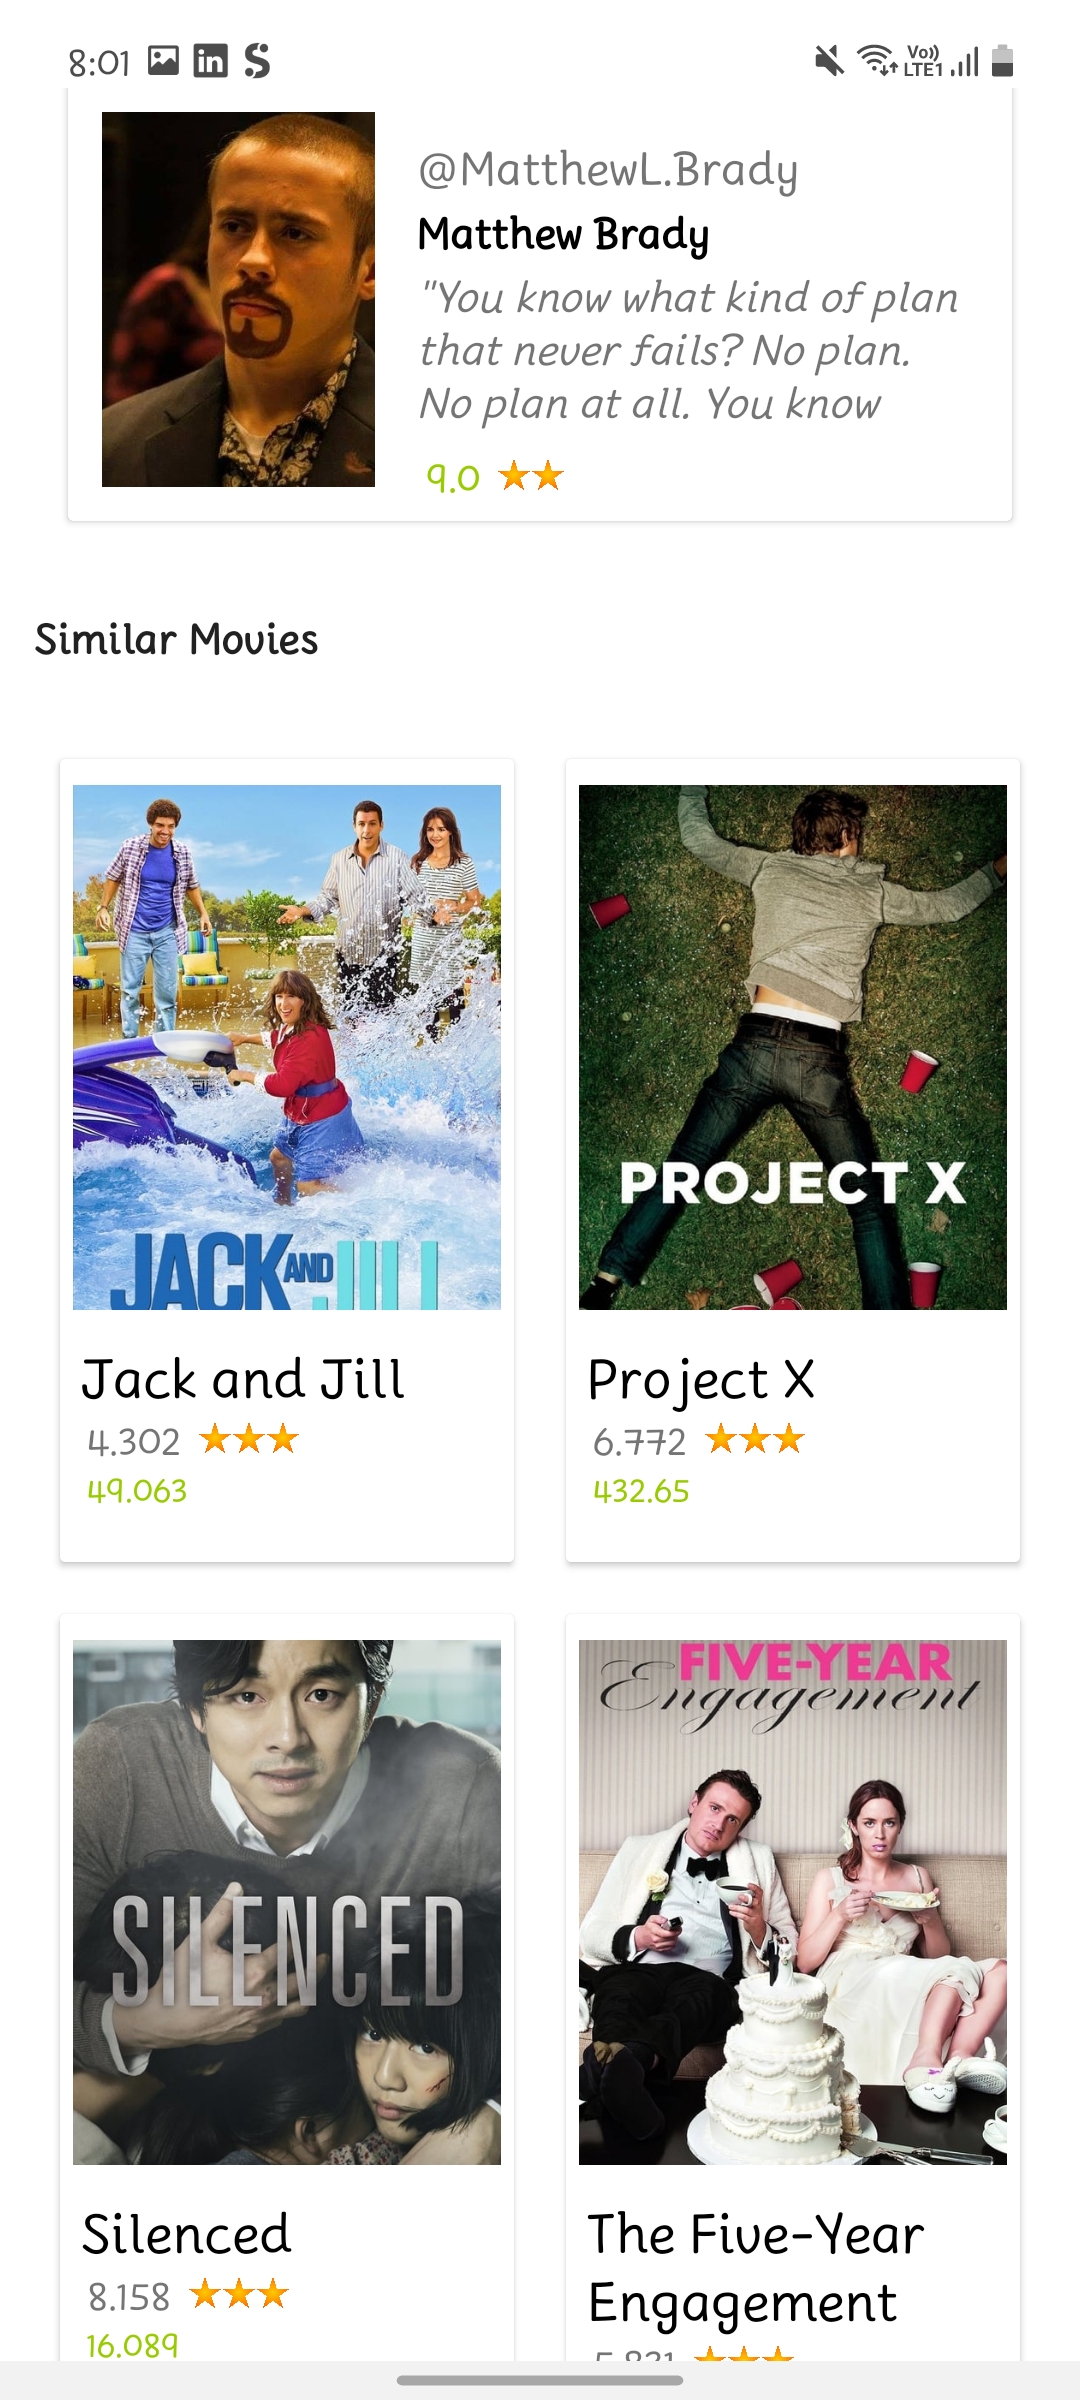 8:01
Vo))
LTE1
@MatthewL.Brady
Matthew Brady
"You know what kind of plan
that never fails? No plan.
No plan at all. You know
9.0
Similar Movies
JACK AND JILL
PROJECT X
Jack and Jill
4.302
49.063
Project X
6.772
432.65
SILENCED
FIVE-YEAR
Engagement
Silenced
8.158
16.089
The Five-Year
Engagement